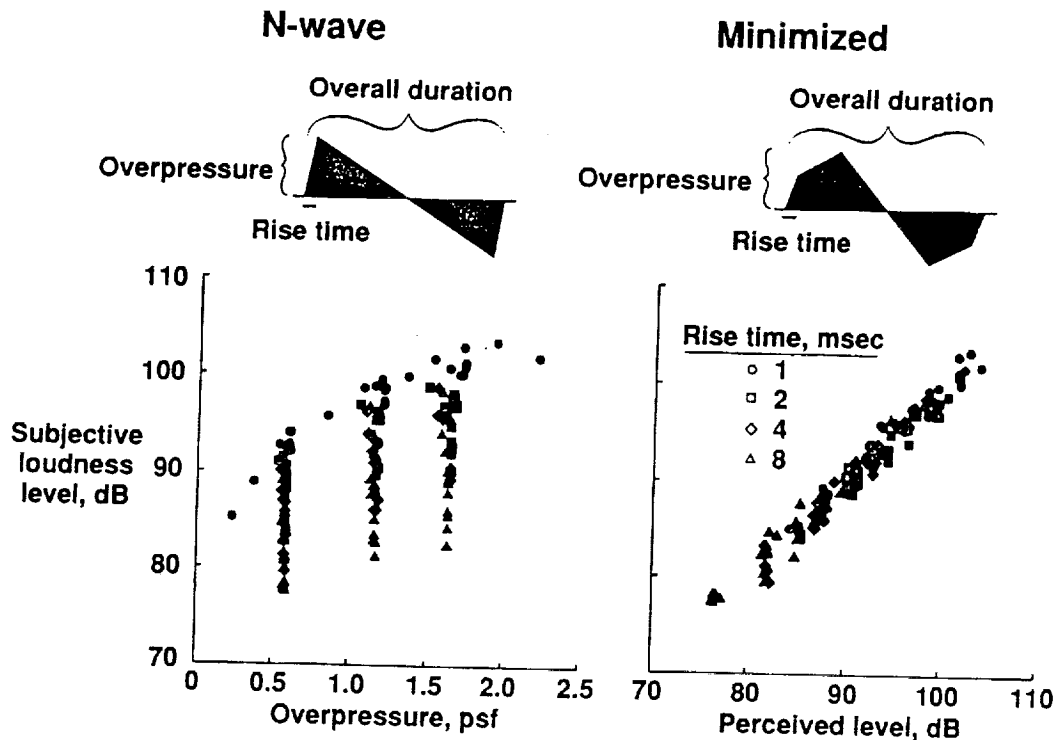 N-wave
Overall duration
Overpressure
Rise time
Minimized
Overall duration
Overpressure
Rise time
110
100
90
80
70
Subjective
loudness
level, dB
0
0.5
1.0
1.5
2.0
2.5
Overpressure, psf
Rise time, msec
1
2
4
8
70
80
90
100
110
Perceived level, dB